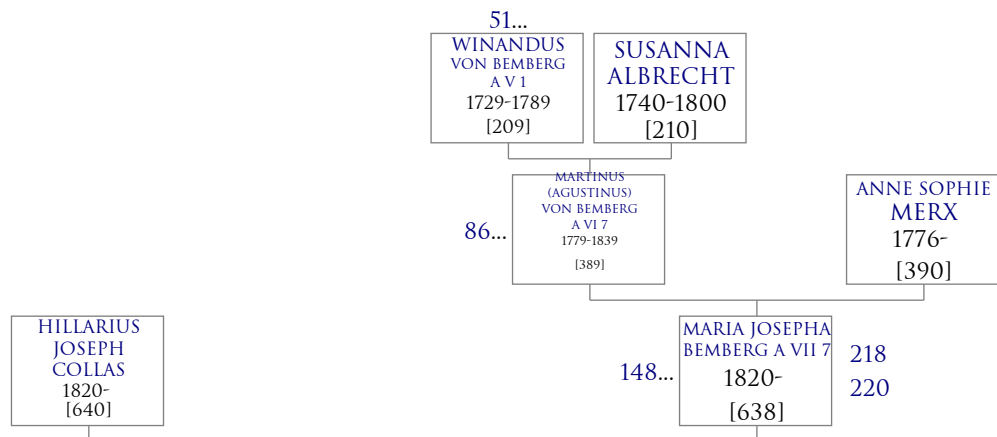 51...
WINANDUS
VON BEMBERG
A V 1
1729-1789
[209]
SUSANNA
ALBRECHT
1740-1800
[210]
86...
MARTINUS
(AGUSTINUS)
VON BEMBERG
A VI 7
1779-1839
[389]
ANNE SOPHIE
MERX
1776-
[390]
HILLARIUS
JOSEPH
COLLAS
1820-
[640]
148...
MARIA JOSEPHA
BEMBERG A VII 7
1820-
[638]
218
220